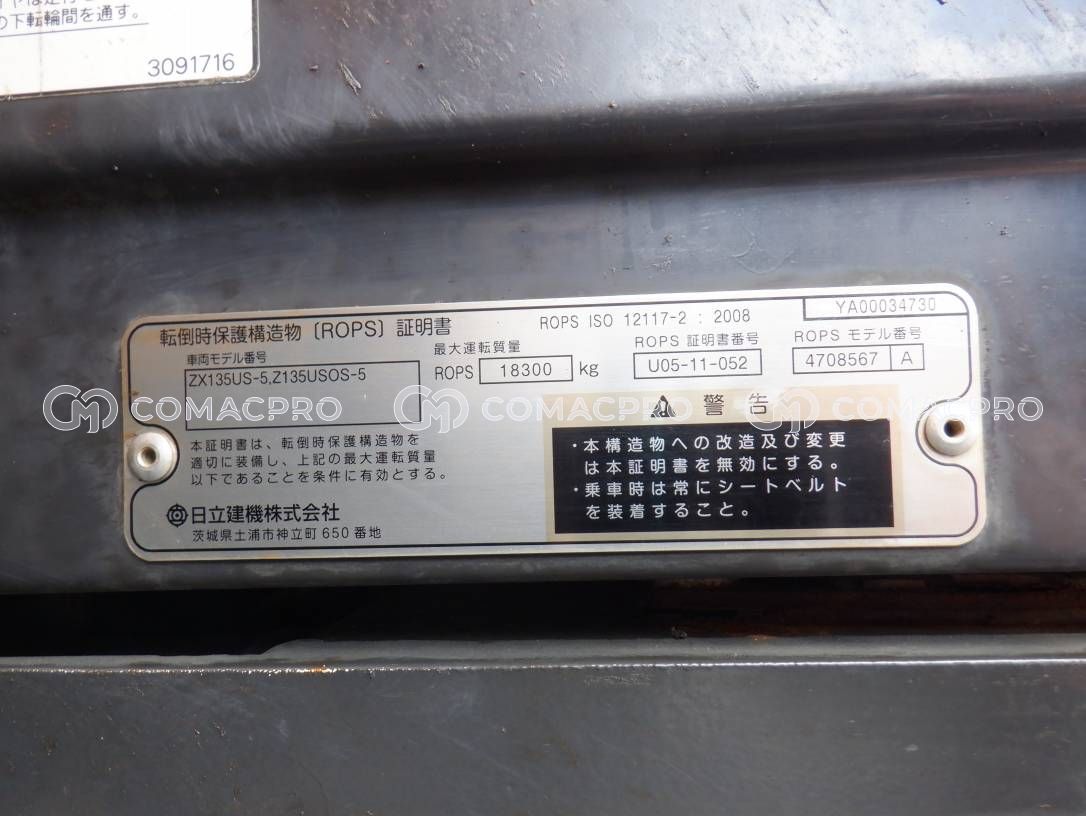 の下転輪間を通す。
3091716
YA00034730
転倒時保護構造物〔ROPS〕証明書
ROPS ISO 12117-2 : 2008
車両モデル番号
ZX135US-5,Z135USOS-5
最大運転質量
ROPS 18300 kg
ROPS 証明書番号
U05-11-052
ROPS モデル番号
4708567 A
本証明書は、転倒時保護構造物を
適切に装備し、上記の最大運転質量
以下であることを条件に有効とする。
日立建機株式会社
茨城県土浦市神立町 650 番地
警告
・本構造物への改造及び変更
は本証明書を無効にする。
・乗車時は常にシートベルト
を装着すること。
COMACPRO COMACPRO COMACPRO